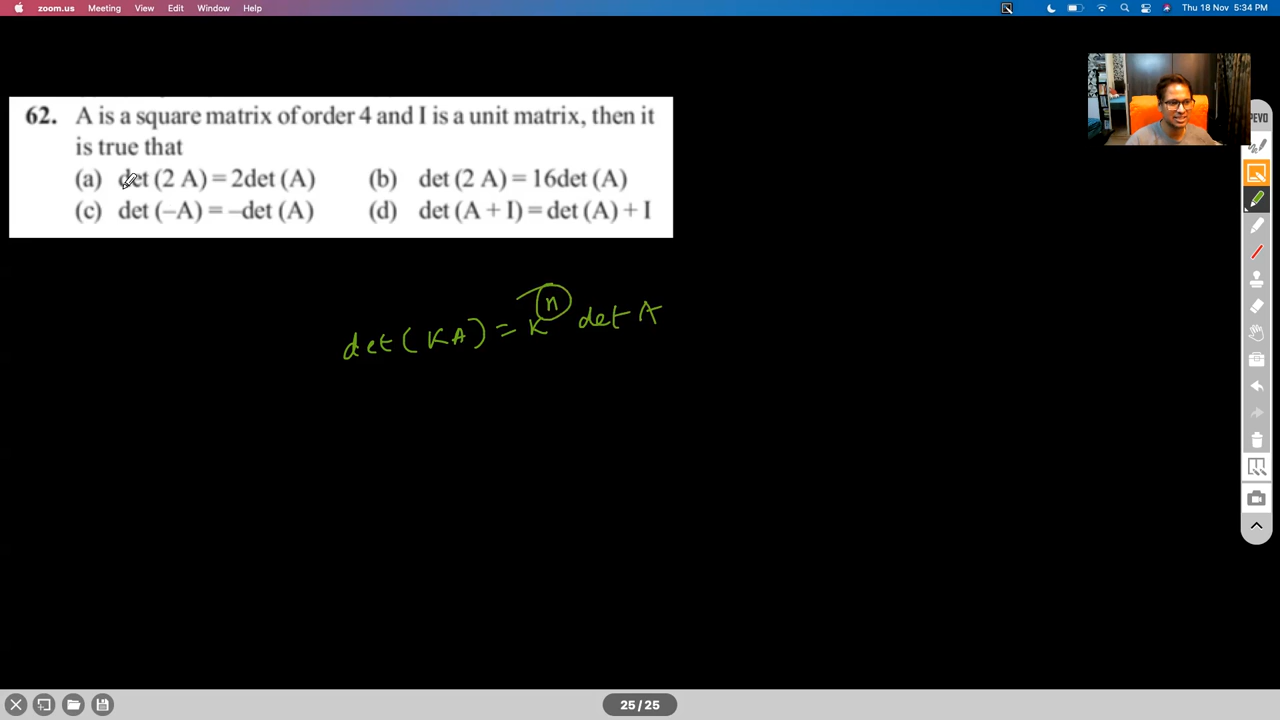 zoom.us Meeting View Edit Window Help Thu 18 Nov 5:34 PM
62. A is a square matrix of order 4 and I is a unit matrix, then it
is true that
(a) det (2 A) = 2det (A) (b) det (2 A) = 16det (A)
(c) det (–A) = –det (A) (d) det (A + I) = det (A) + I
det(KA) = K^n det A
25/25